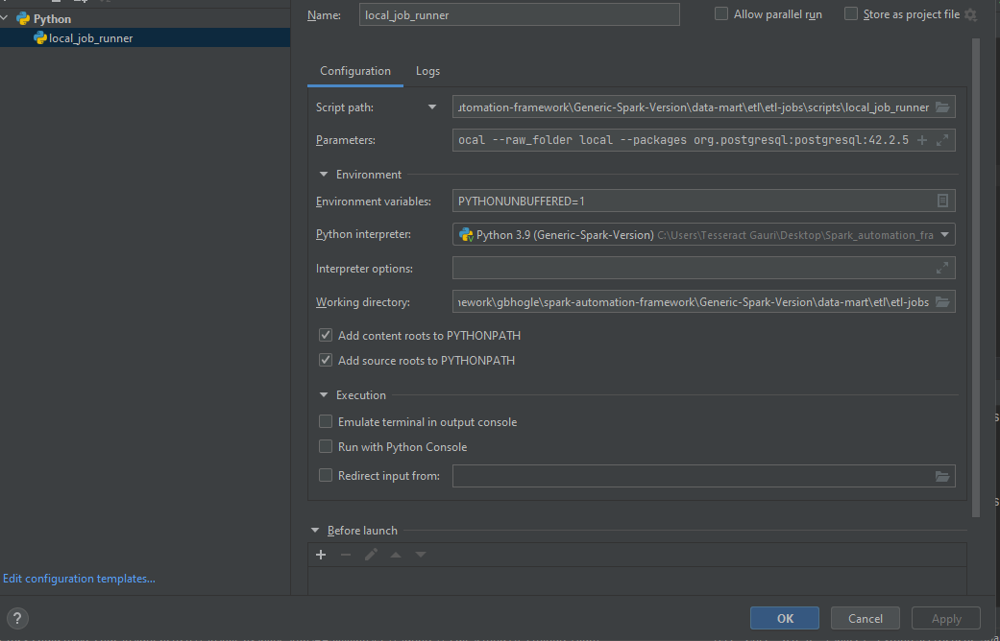 Python
local_job_runner
Edit configuration templates...
?
Name: local_job_runner
Allow parallel run
Store as project file
Configuration
Logs
Script path: utomation-framework\Generic-Spark-Version\data-mart\etl\etl-jobs\scripts\local_job_runner
Parameters: ocal --raw_folder local --packages org.postgresql:postgresql:42.2.5
Environment
Environment variables: PYTHONUNBUFFERED=1
Python interpreter: Python 3.9 (Generic-Spark-Version) C:\Users\Tesseract Gauri\Desktop\Spark_automation_fra
Interpreter options:
Working directory: nework\gbhogle\spark-automation-framework\Generic-Spark-Version\data-mart\etl\etl-jobs
Add content roots to PYTHONPATH
Add source roots to PYTHONPATH
Execution
Emulate terminal in output console
Run with Python Console
Redirect input from:
Before launch
OK
Cancel
Apply